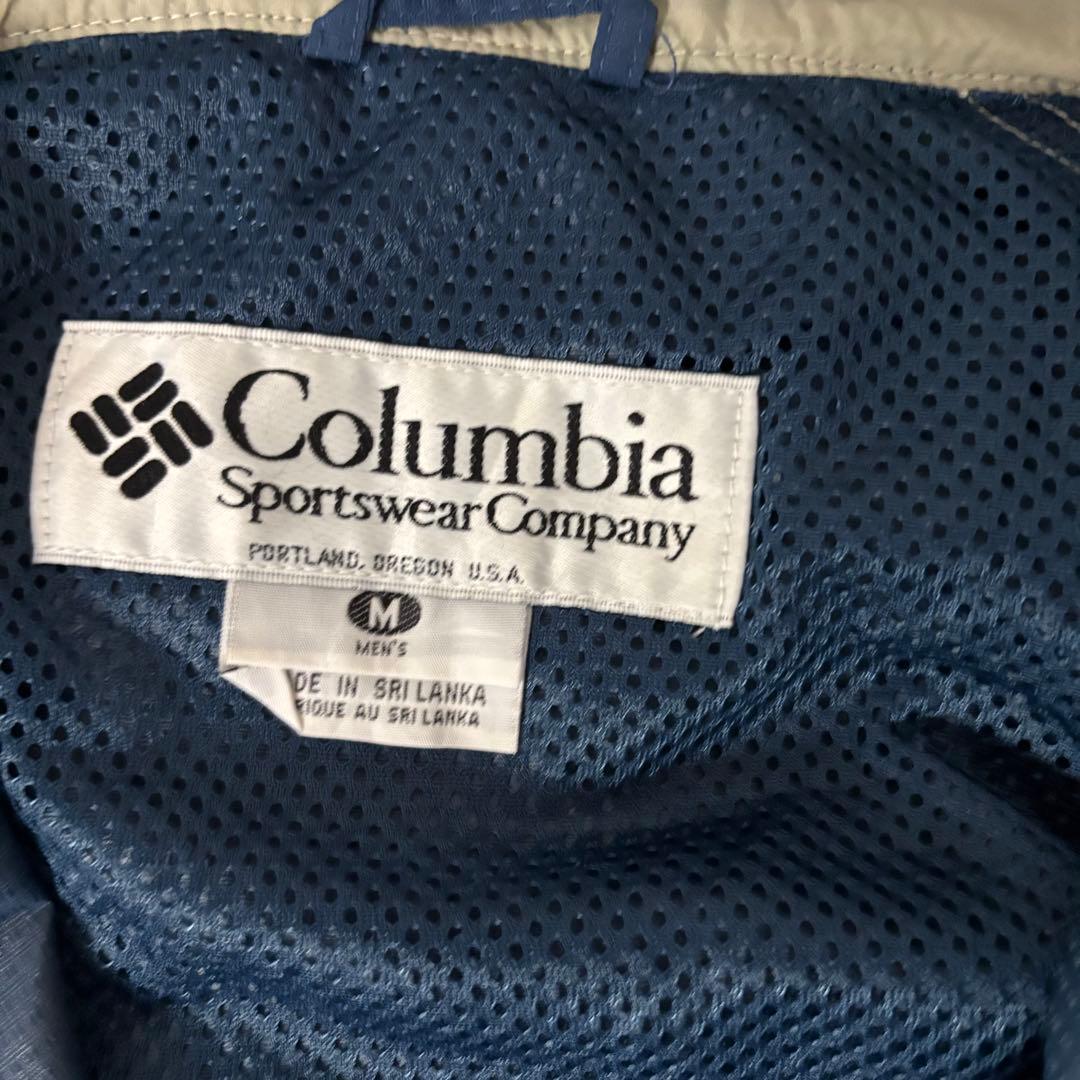 Columbia
Sportswear Company
PORTLAND, OREGON U.S.A.
M
MEN'S
DE IN SRI LANKA
RIQUE AU SRI LANKA